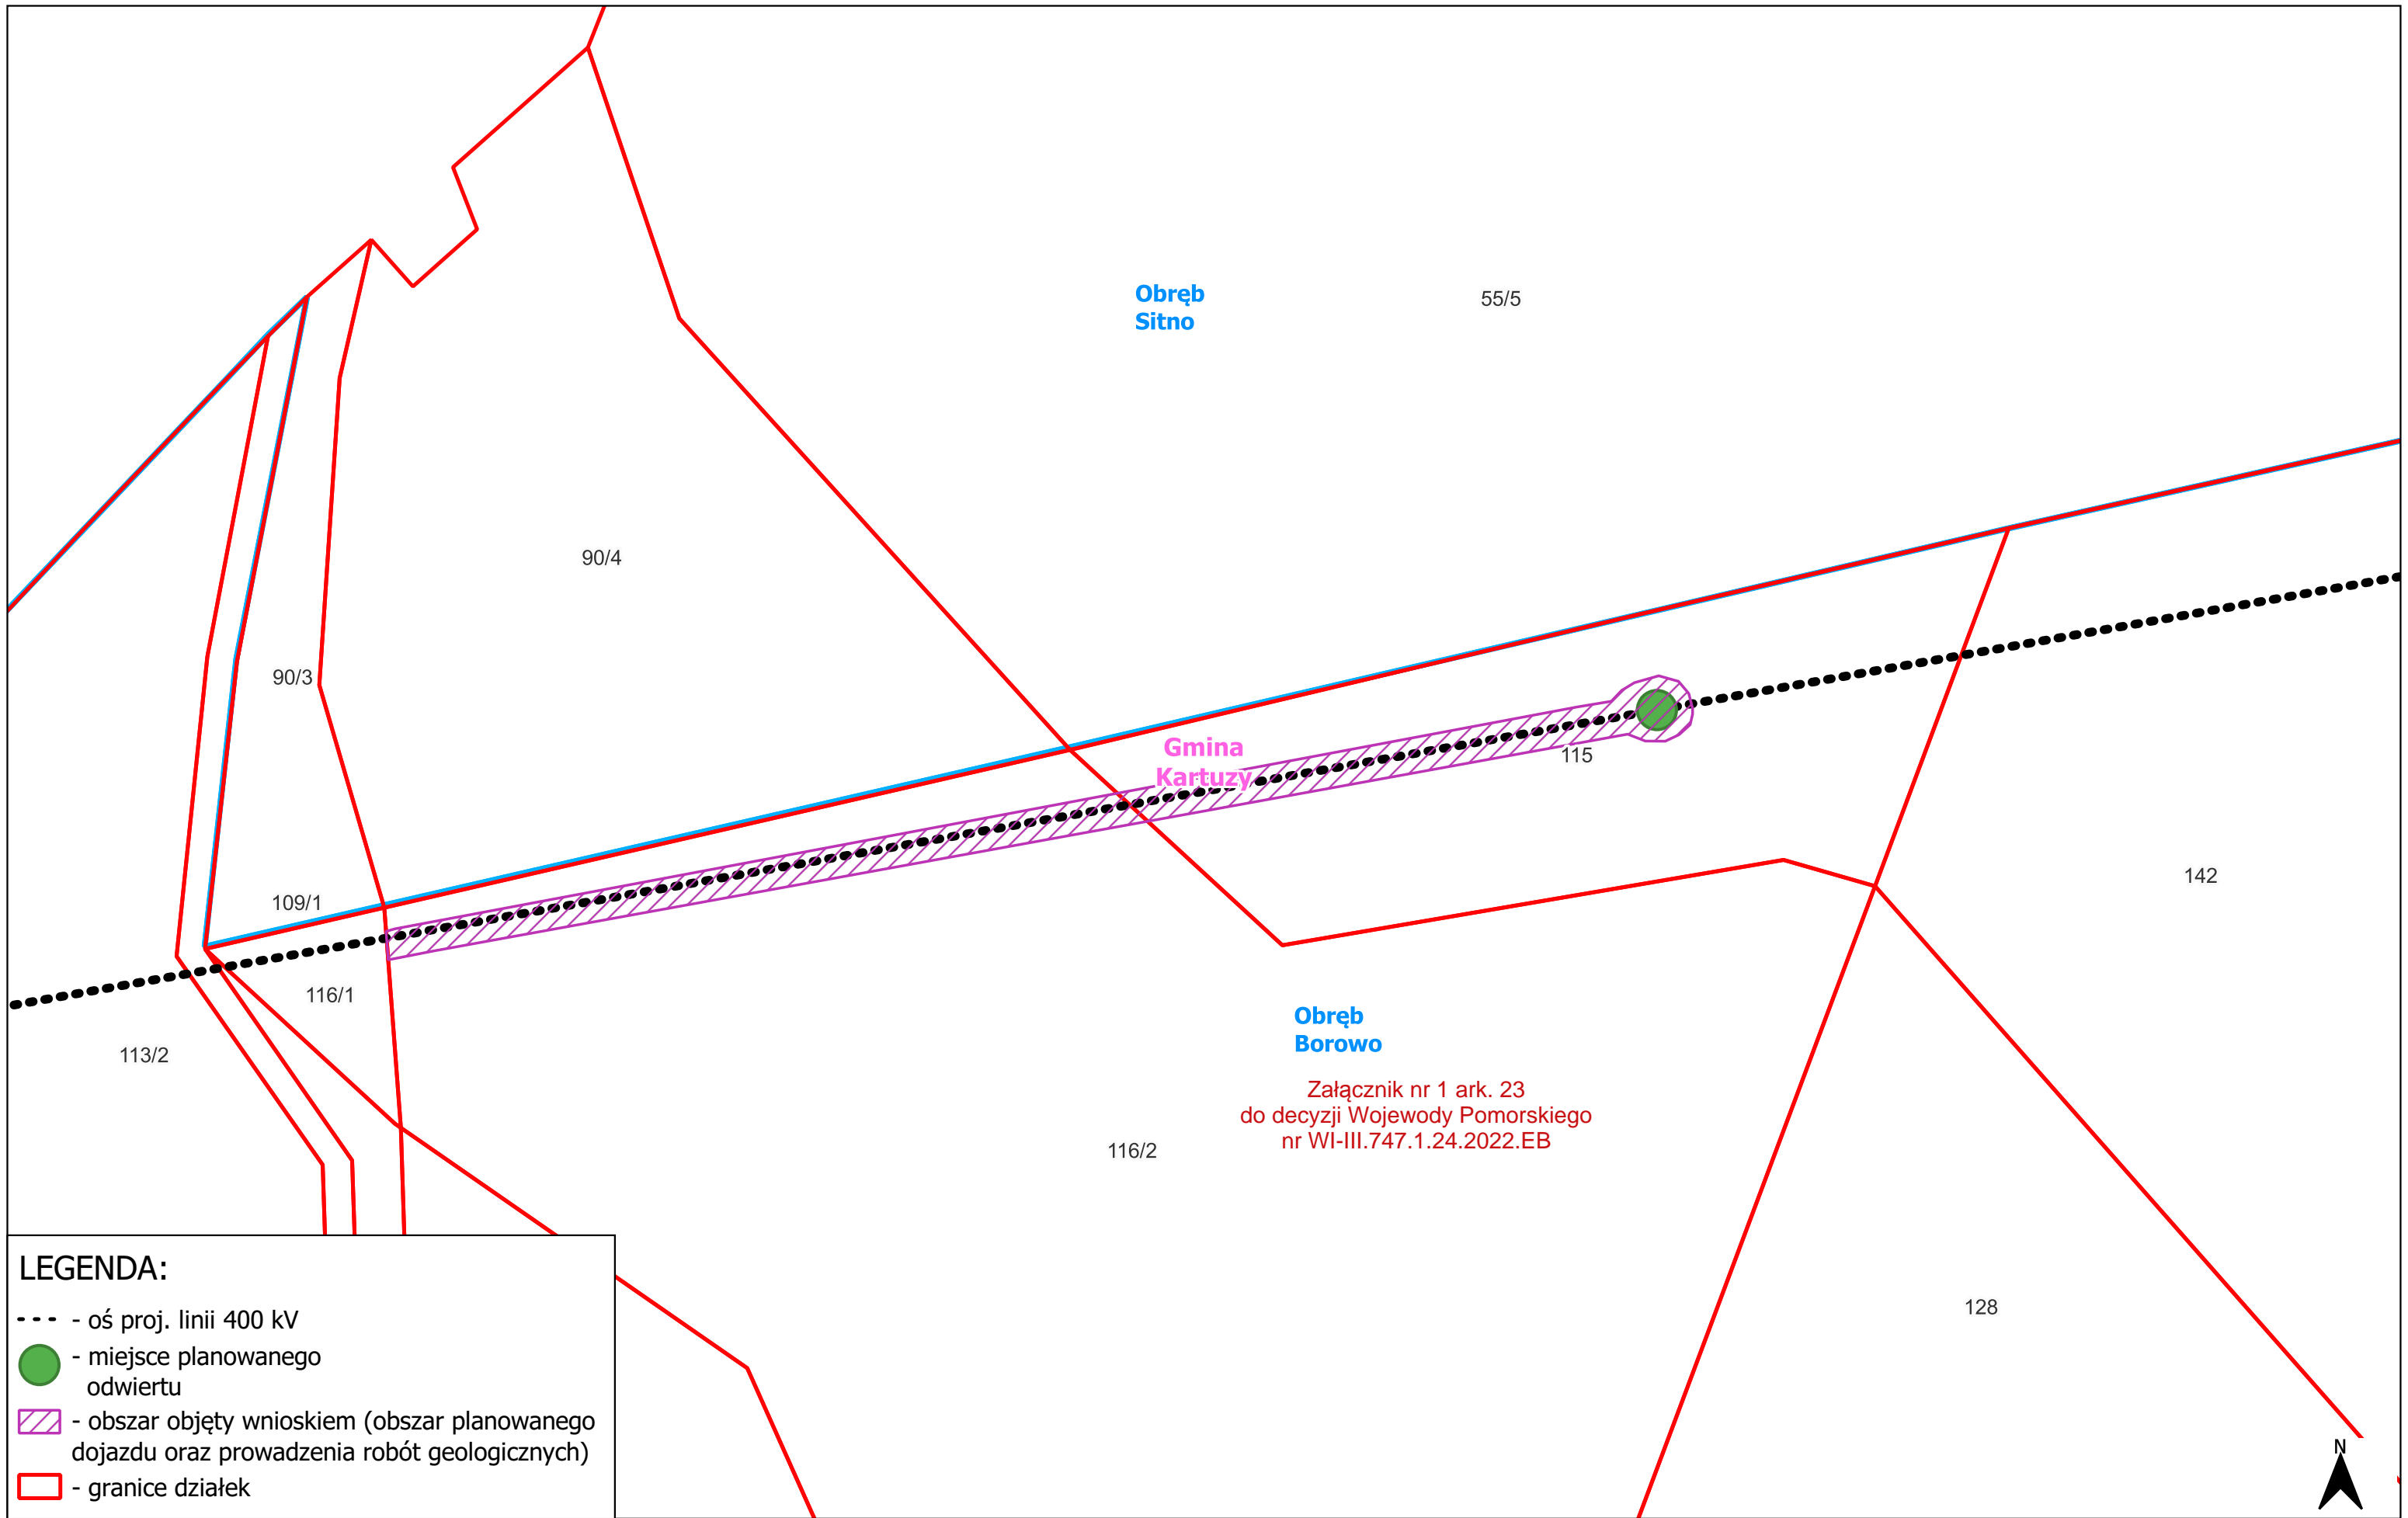 Obręb
Sitno
55/5
90/4
90/3
Gmina
Kartuzy
115
142
109/1
116/1
113/2
Obręb
Borowo
Załącznik nr 1 ark. 23
do decyzji Wojewody Pomorskiego
nr WI-III.747.1.24.2022.EB
116/2
128
LEGENDA:
- oś proj. linii 400 kV
- miejsce planowanego
odwiertu
- obszar objęty wnioskiem (obszar planowanego
dojazdu oraz prowadzenia robót geologicznych)
- granice działek
N